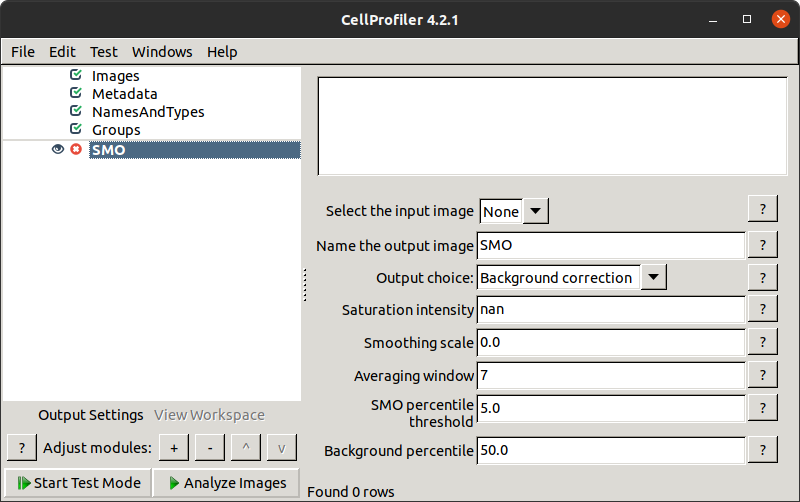 CellProfiler 4.2.1
File Edit Test Windows Help
Images
Metadata
NamesAndTypes
Groups
SMO
Output Settings View Workspace
? Adjust modules: + - ^ v
Start Test Mode Analyze Images
Select the input image None ?
Name the output image SMO ?
Output choice: Background correction ?
Saturation intensity nan ?
Smoothing scale 0.0 ?
Averaging window 7 ?
SMO percentile
threshold 5.0 ?
Background percentile 50.0 ?
Found 0 rows